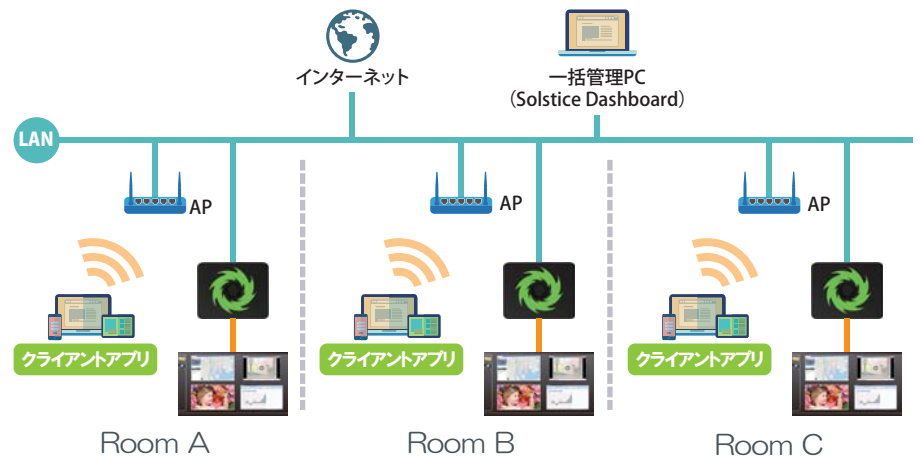 インターネット
一括管理PC
(Solstice Dashboard)
LAN
AP
AP
AP
クライアントアプリ
クライアントアプリ
クライアントアプリ
Room A
Room B
Room C